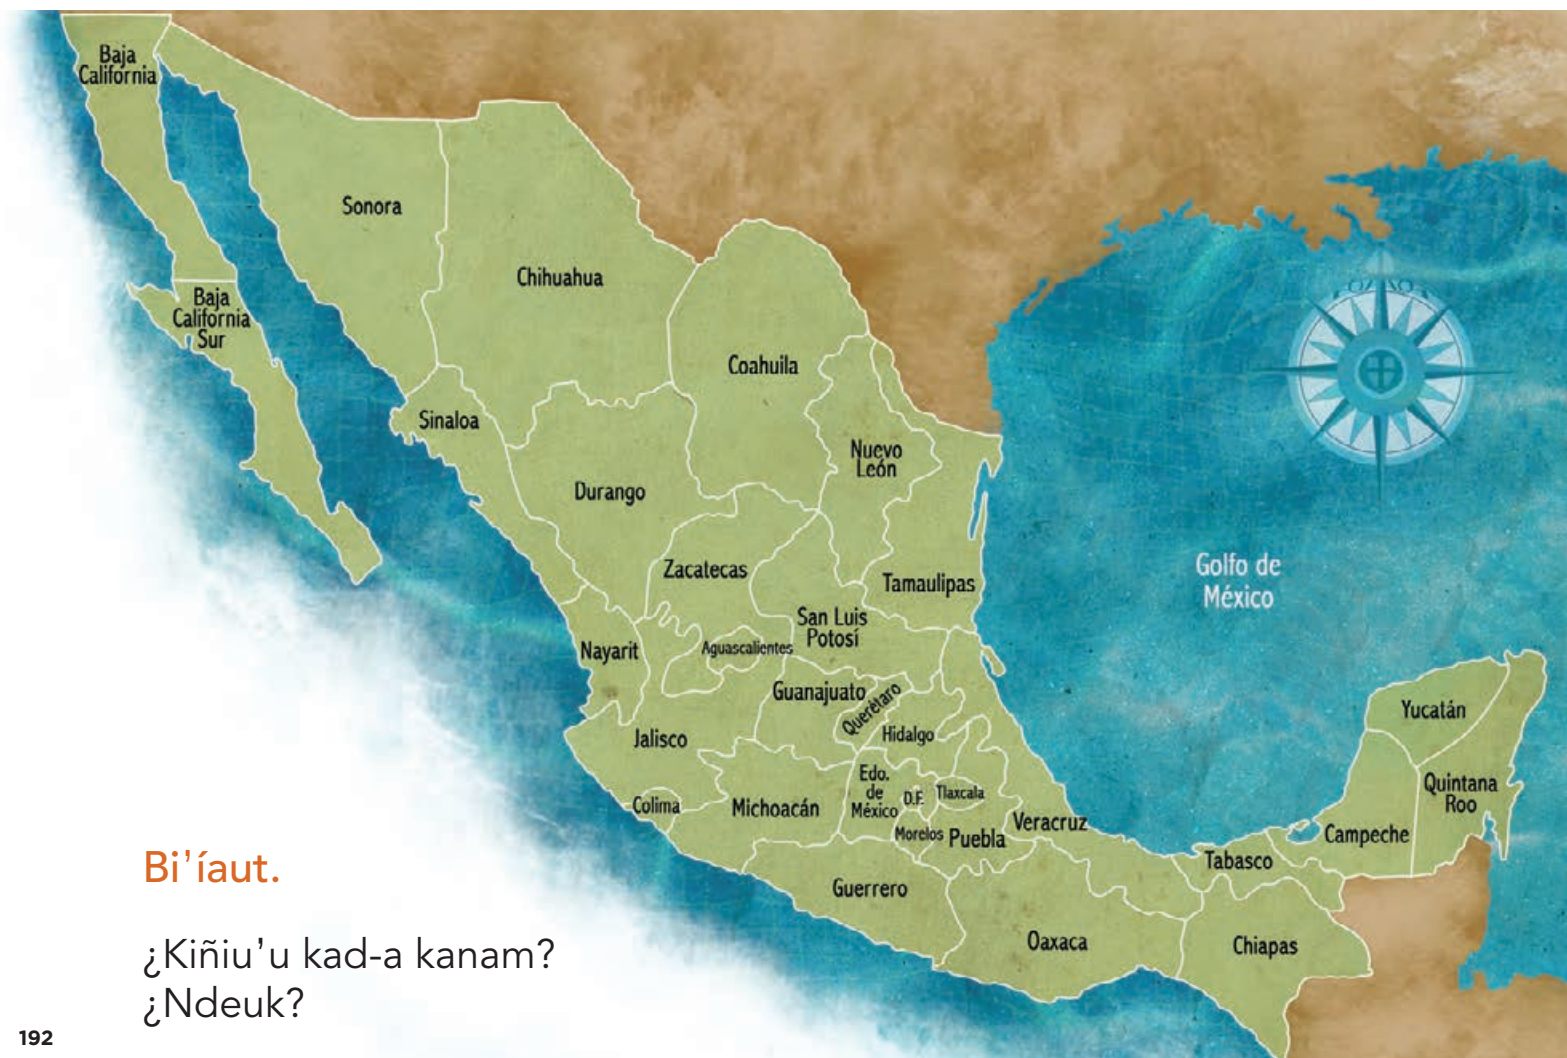 Baja
California
Sonora
Chihuahua
Baja
California
Sur
Coahuila
Sinaloa
Nuevo
León
Durango
Golfo de
México
Zacatecas
Tamaulipas
San Luis
Potosí
Nayarit
Aguascalientes
Guanajuato
Querétaro
Hidalgo
Jalisco
Yucatán
Quintana
Roo
Edo.
de
México
D.F.
Tlaxcala
Colima
Michoacán
Morelos
Puebla
Veracruz
Campeche
Tabasco
Guerrero
Oaxaca
Chiapas
Bi’íaut.
¿Kiñiu’u kad-a kanam?
¿Ndeuk?
192